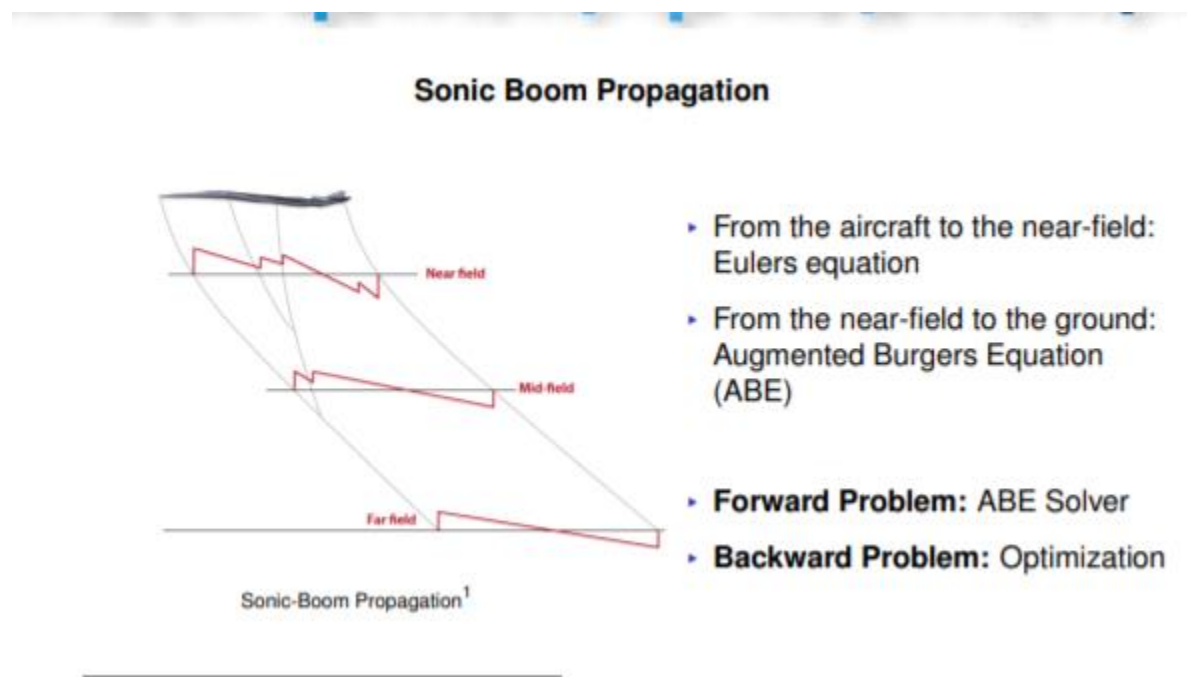 Sonic Boom Propagation
Near field
Mid-field
Far field
Sonic-Boom Propagation1
▸ From the aircraft to the near-field:
Eulers equation
▸ From the near-field to the ground:
Augmented Burgers Equation
(ABE)
▸ Forward Problem: ABE Solver
▸ Backward Problem: Optimization